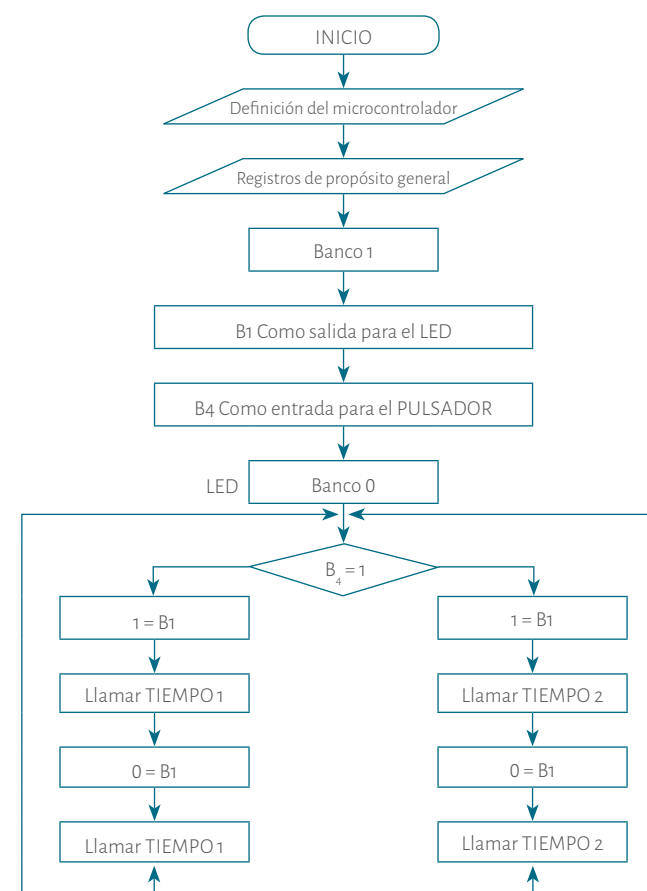 INICIO
Definición del microcontrolador
Registros de propósito general
Banco 1
B1 Como salida para el LED
B4 Como entrada para el PULSADOR
LED
Banco 0
B4 = 1
1 = B1
1 = B1
Llamar TIEMPO 1
Llamar TIEMPO 2
0 = B1
0 = B1
Llamar TIEMPO 1
Llamar TIEMPO 2